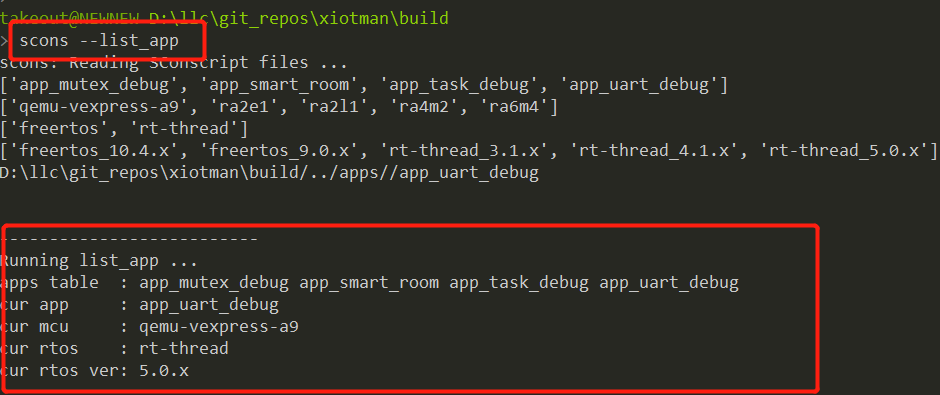 takeout@NEWNEW D:\llc\git_repos\xiotman\build
> scons --list_app
scons: Reading SConscript files ...
['app_mutex_debug', 'app_smart_room', 'app_task_debug', 'app_uart_debug']
['qemu-vexpress-a9', 'ra2e1', 'ra2l1', 'ra4m2', 'ra6m4']
['freertos', 'rt-thread']
['freertos_10.4.x', 'freertos_9.0.x', 'rt-thread_3.1.x', 'rt-thread_4.1.x', 'rt-thread_5.0.x']
D:\llc\git_repos\xiotman\build/../apps//app_uart_debug
--------------------------
Running list_app ...
apps table  : app_mutex_debug app_smart_room app_task_debug app_uart_debug
cur app     : app_uart_debug
cur mcu     : qemu-vexpress-a9
cur rtos    : rt-thread
cur rtos ver: 5.0.x